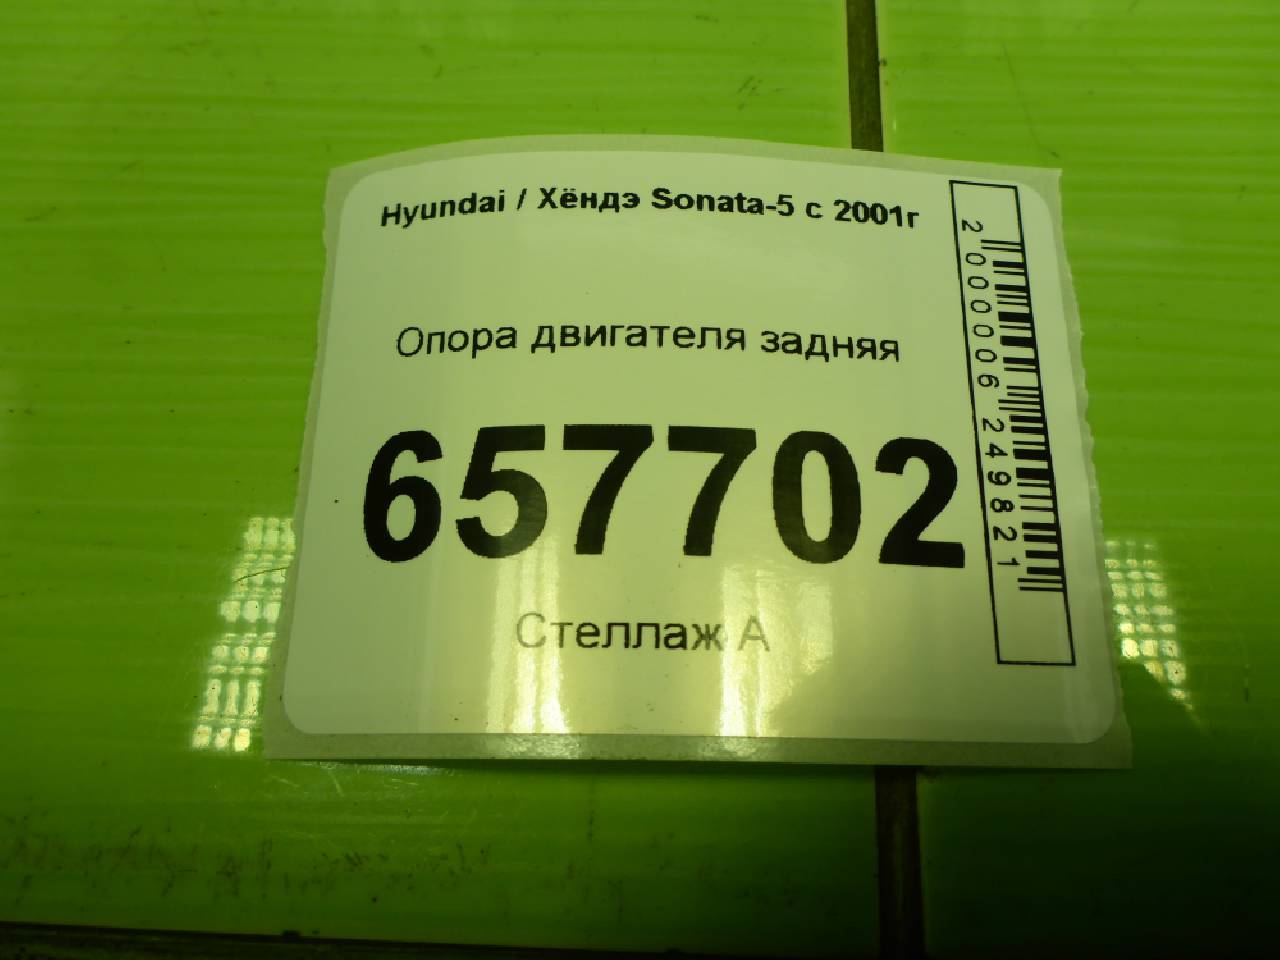 Hyundai / Хёндэ Sonata-5 с 2001г
Опора двигателя задняя
657702
Стеллаж А
2000006249821